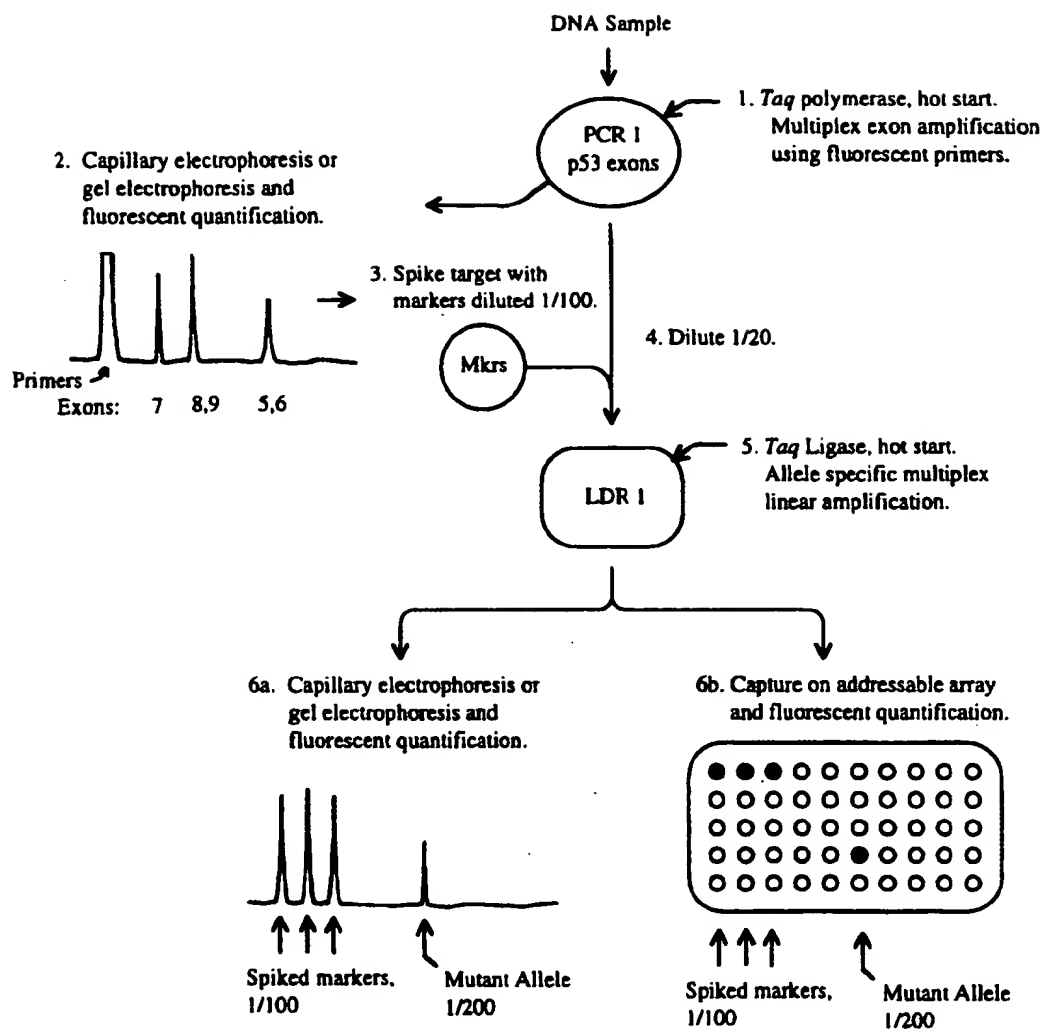 DNA Sample
PCR 1
p53 exons
1. Taq polymerase, hot start.
Multiplex exon amplification
using fluorescent primers.
2. Capillary electrophoresis or
gel electrophoresis and
fluorescent quantification.
3. Spike target with
markers diluted 1/100.
4. Dilute 1/20.
Mkrs
Primers
Exons: 7 8,9 5,6
5. Taq Ligase, hot start.
Allele specific multiplex
linear amplification.
LDR 1
6a. Capillary electrophoresis or
gel electrophoresis and
fluorescent quantification.
6b. Capture on addressable array
and fluorescent quantification.
Spiked markers,
1/100
Mutant Allele
1/200
Spiked markers,
1/100
Mutant Allele
1/200